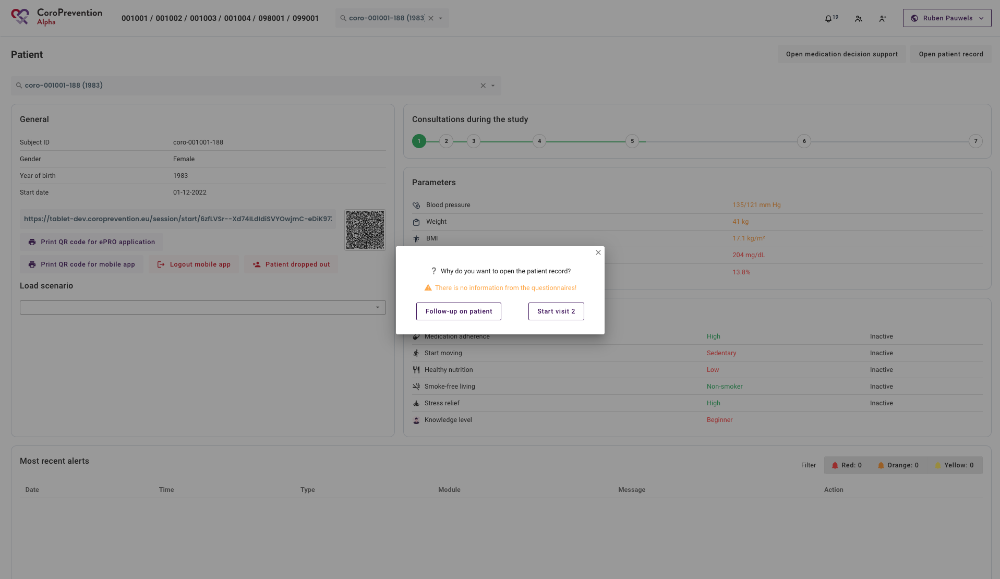 CoroPrevention
Alpha
001001 / 001002 / 001003 / 001004 / 098001 / 099001
coro-001001-188 (1983)
19
Ruben Pauwels
Patient
Open medication decision support
Open patient record
coro-001001-188 (1983)
General
Subject ID coro-001001-188
Gender Female
Year of birth 1983
Start date 01-12-2022
https://tablet-dev.coroprevention.eu/session/start/6zfLVSr--Xd74ILdIdiSVYOwjmC-eDiK97
Print QR code for ePRO application
Print QR code for mobile app
Logout mobile app
Patient dropped out
Load scenario
Consultations during the study
1 2 3 4 5 6 7
Parameters
Blood pressure 135/121 mm Hg
Weight 41 kg
BMI 17.1 kg/m²
204 mg/dL
13.8%
? Why do you want to open the patient record?
There is no information from the questionnaires!
Follow-up on patient
Start visit 2
Medication adherence High Inactive
Start moving Sedentary Inactive
Healthy nutrition Low Inactive
Smoke-free living Non-smoker Inactive
Stress relief High Inactive
Knowledge level Beginner
Most recent alerts
Filter
Red: 0
Orange: 0
Yellow: 0
Date Time Type Module Message Action